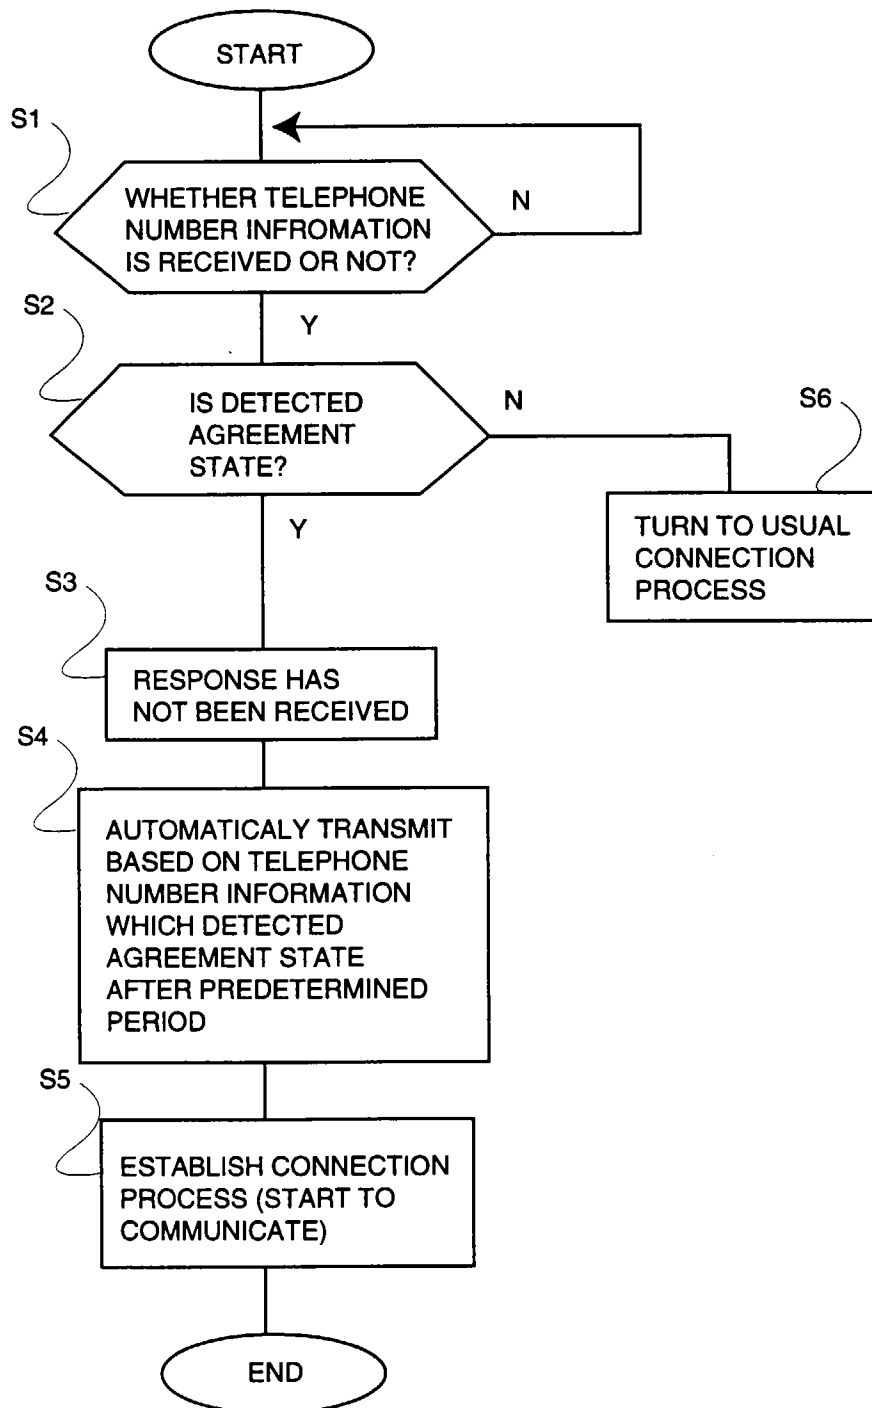 START
S1
WHETHER TELEPHONE
NUMBER INFROMATION
IS RECEIVED OR NOT?
N
S2
Y
IS DETECTED
AGREEMENT
STATE?
N
S6
Y
TURN TO USUAL
CONNECTION
PROCESS
S3
RESPONSE HAS
NOT BEEN RECEIVED
S4
AUTOMATICALY TRANSMIT
BASED ON TELEPHONE
NUMBER INFORMATION
WHICH DETECTED
AGREEMENT STATE
AFTER PREDETERMINED
PERIOD
S5
ESTABLISH CONNECTION
PROCESS (START TO
COMMUNICATE)
END